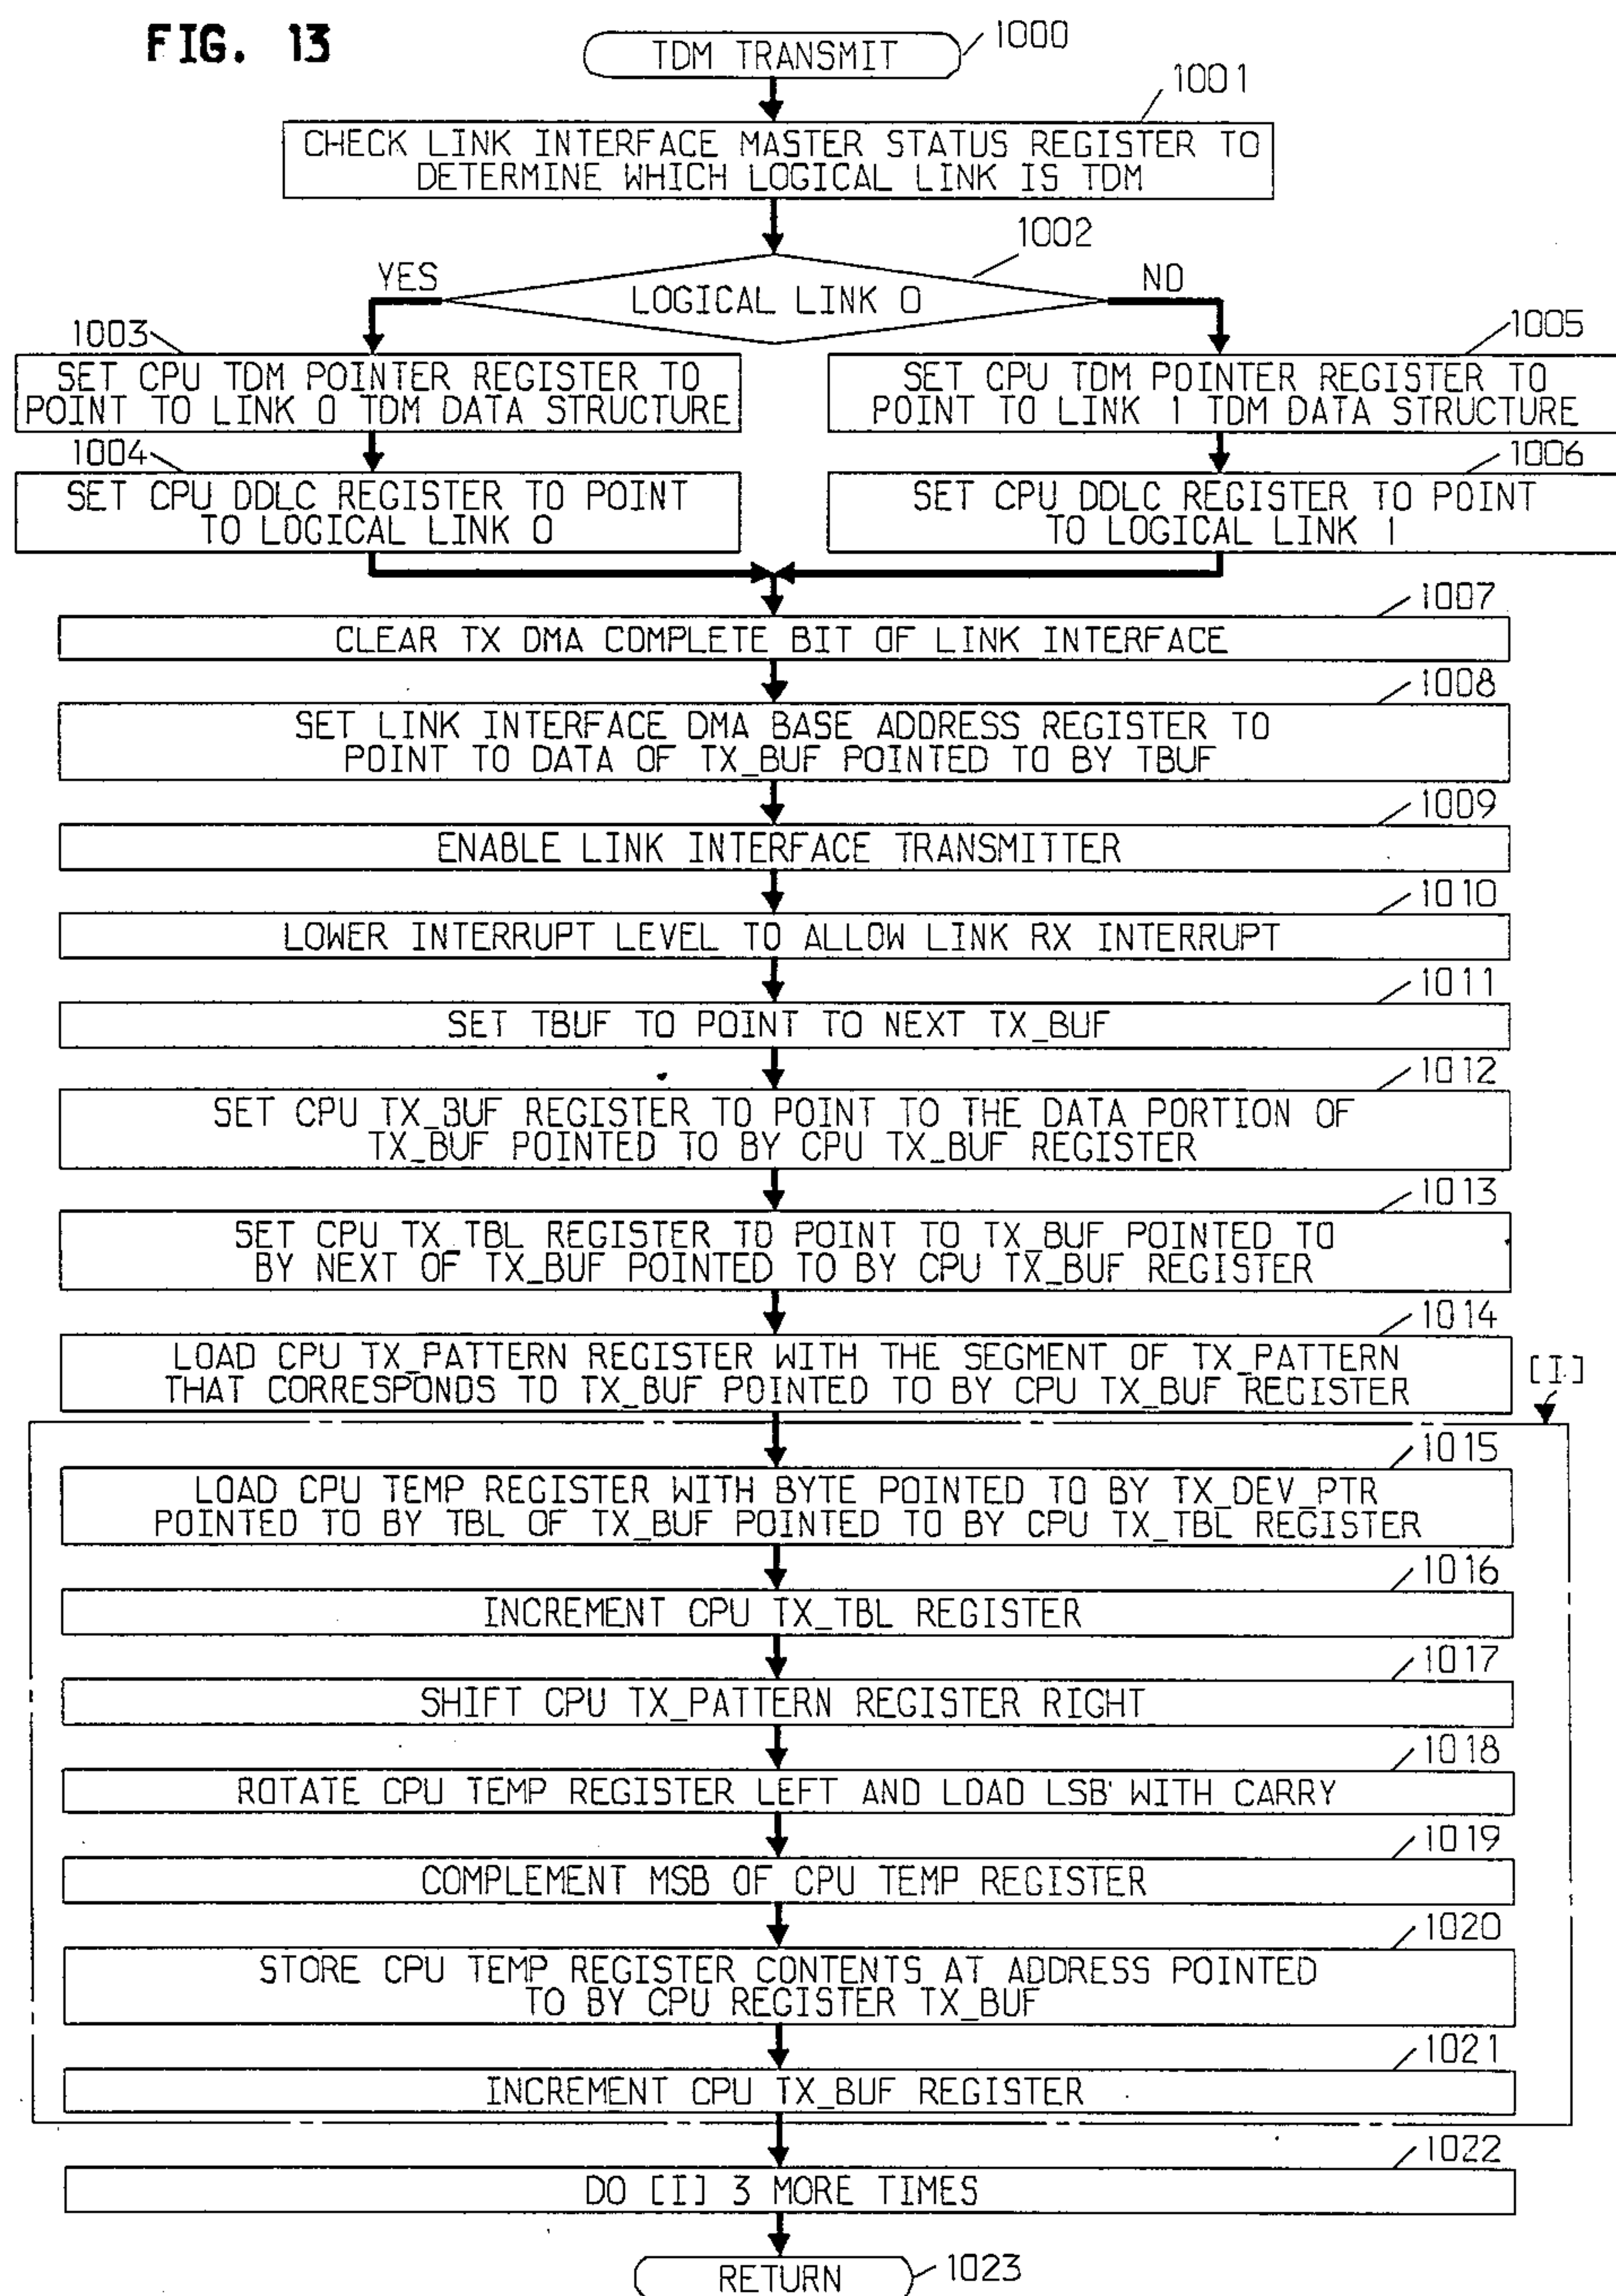 FIG. 13
TDM TRANSMIT
1000
1001
CHECK LINK INTERFACE MASTER STATUS REGISTER TO
DETERMINE WHICH LOGICAL LINK IS TDM
1002
YES
LOGICAL LINK 0
NO
1003
SET CPU TDM POINTER REGISTER TO
POINT TO LINK 0 TDM DATA STRUCTURE
1004
SET CPU DDLC REGISTER TO POINT
TO LOGICAL LINK 0
1005
SET CPU TDM POINTER REGISTER TO
POINT TO LINK 1 TDM DATA STRUCTURE
1006
SET CPU DDLC REGISTER TO POINT
TO LOGICAL LINK 1
1007
CLEAR TX DMA COMPLETE BIT OF LINK INTERFACE
1008
SET LINK INTERFACE DMA BASE ADDRESS REGISTER TO
POINT TO DATA OF TX_BUF POINTED TO BY TBUF
1009
ENABLE LINK INTERFACE TRANSMITTER
1010
LOWER INTERRUPT LEVEL TO ALLOW LINK RX INTERRUPT
1011
SET TBUF TO POINT TO NEXT TX_BUF
1012
SET CPU TX_BUF REGISTER TO POINT TO THE DATA PORTION OF
TX_BUF POINTED TO BY CPU TX_BUF REGISTER
1013
SET CPU TX_TBL REGISTER TO POINT TO TX_BUF POINTED TO
BY NEXT OF TX_BUF POINTED TO BY CPU TX_BUF REGISTER
1014
LOAD CPU TX_PATTERN REGISTER WITH THE SEGMENT OF TX_PATTERN
THAT CORRESPONDS TO TX_BUF POINTED TO BY CPU TX_BUF REGISTER
[I]
1015
LOAD CPU TEMP REGISTER WITH BYTE POINTED TO BY TX_DEV_PTR
POINTED TO BY TBL OF TX_BUF POINTED TO BY CPU TX_TBL REGISTER
1016
INCREMENT CPU TX_TBL REGISTER
1017
SHIFT CPU TX_PATTERN REGISTER RIGHT
1018
ROTATE CPU TEMP REGISTER LEFT AND LOAD LSB WITH CARRY
1019
COMPLEMENT MSB OF CPU TEMP REGISTER
1020
STORE CPU TEMP REGISTER CONTENTS AT ADDRESS POINTED
TO BY CPU REGISTER TX_BUF
1021
INCREMENT CPU TX_BUF REGISTER
1022
DO [I] 3 MORE TIMES
RETURN
1023